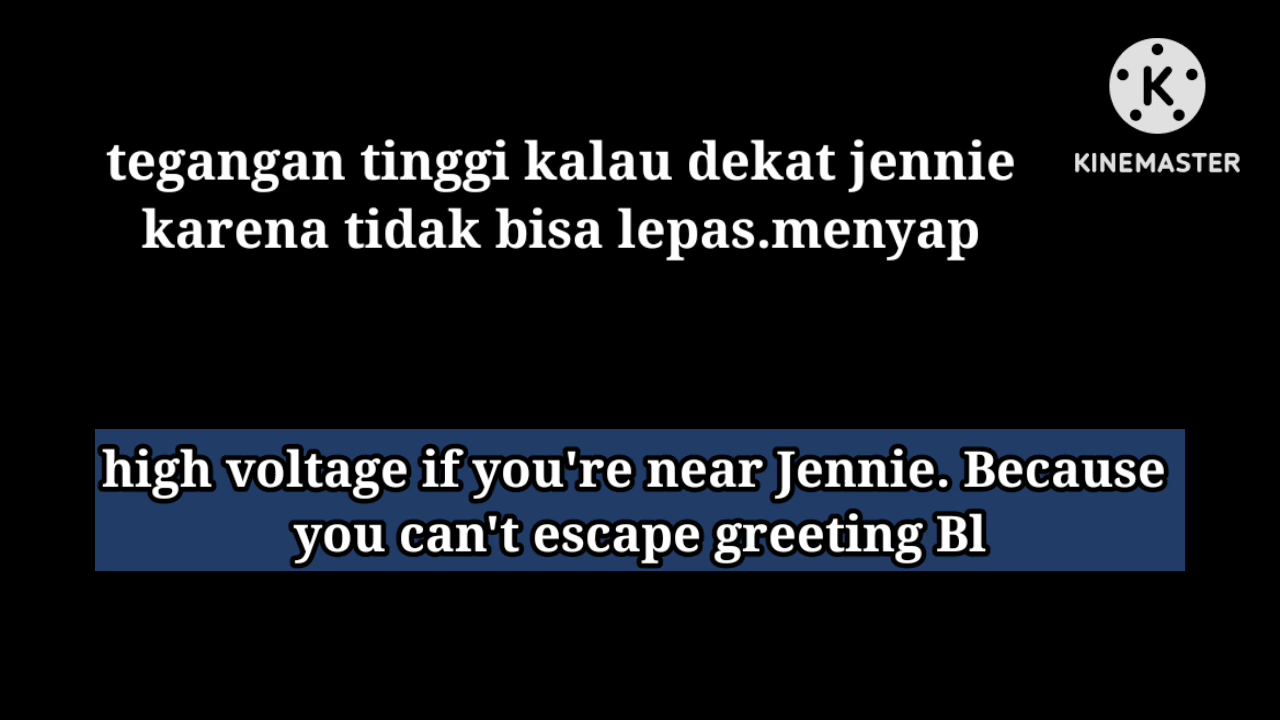 KINEMASTER
tegangan tinggi kalau dekat jennie
karena tidak bisa lepas.menyap
high voltage if you're near Jennie. Because
you can't escape greeting Bl